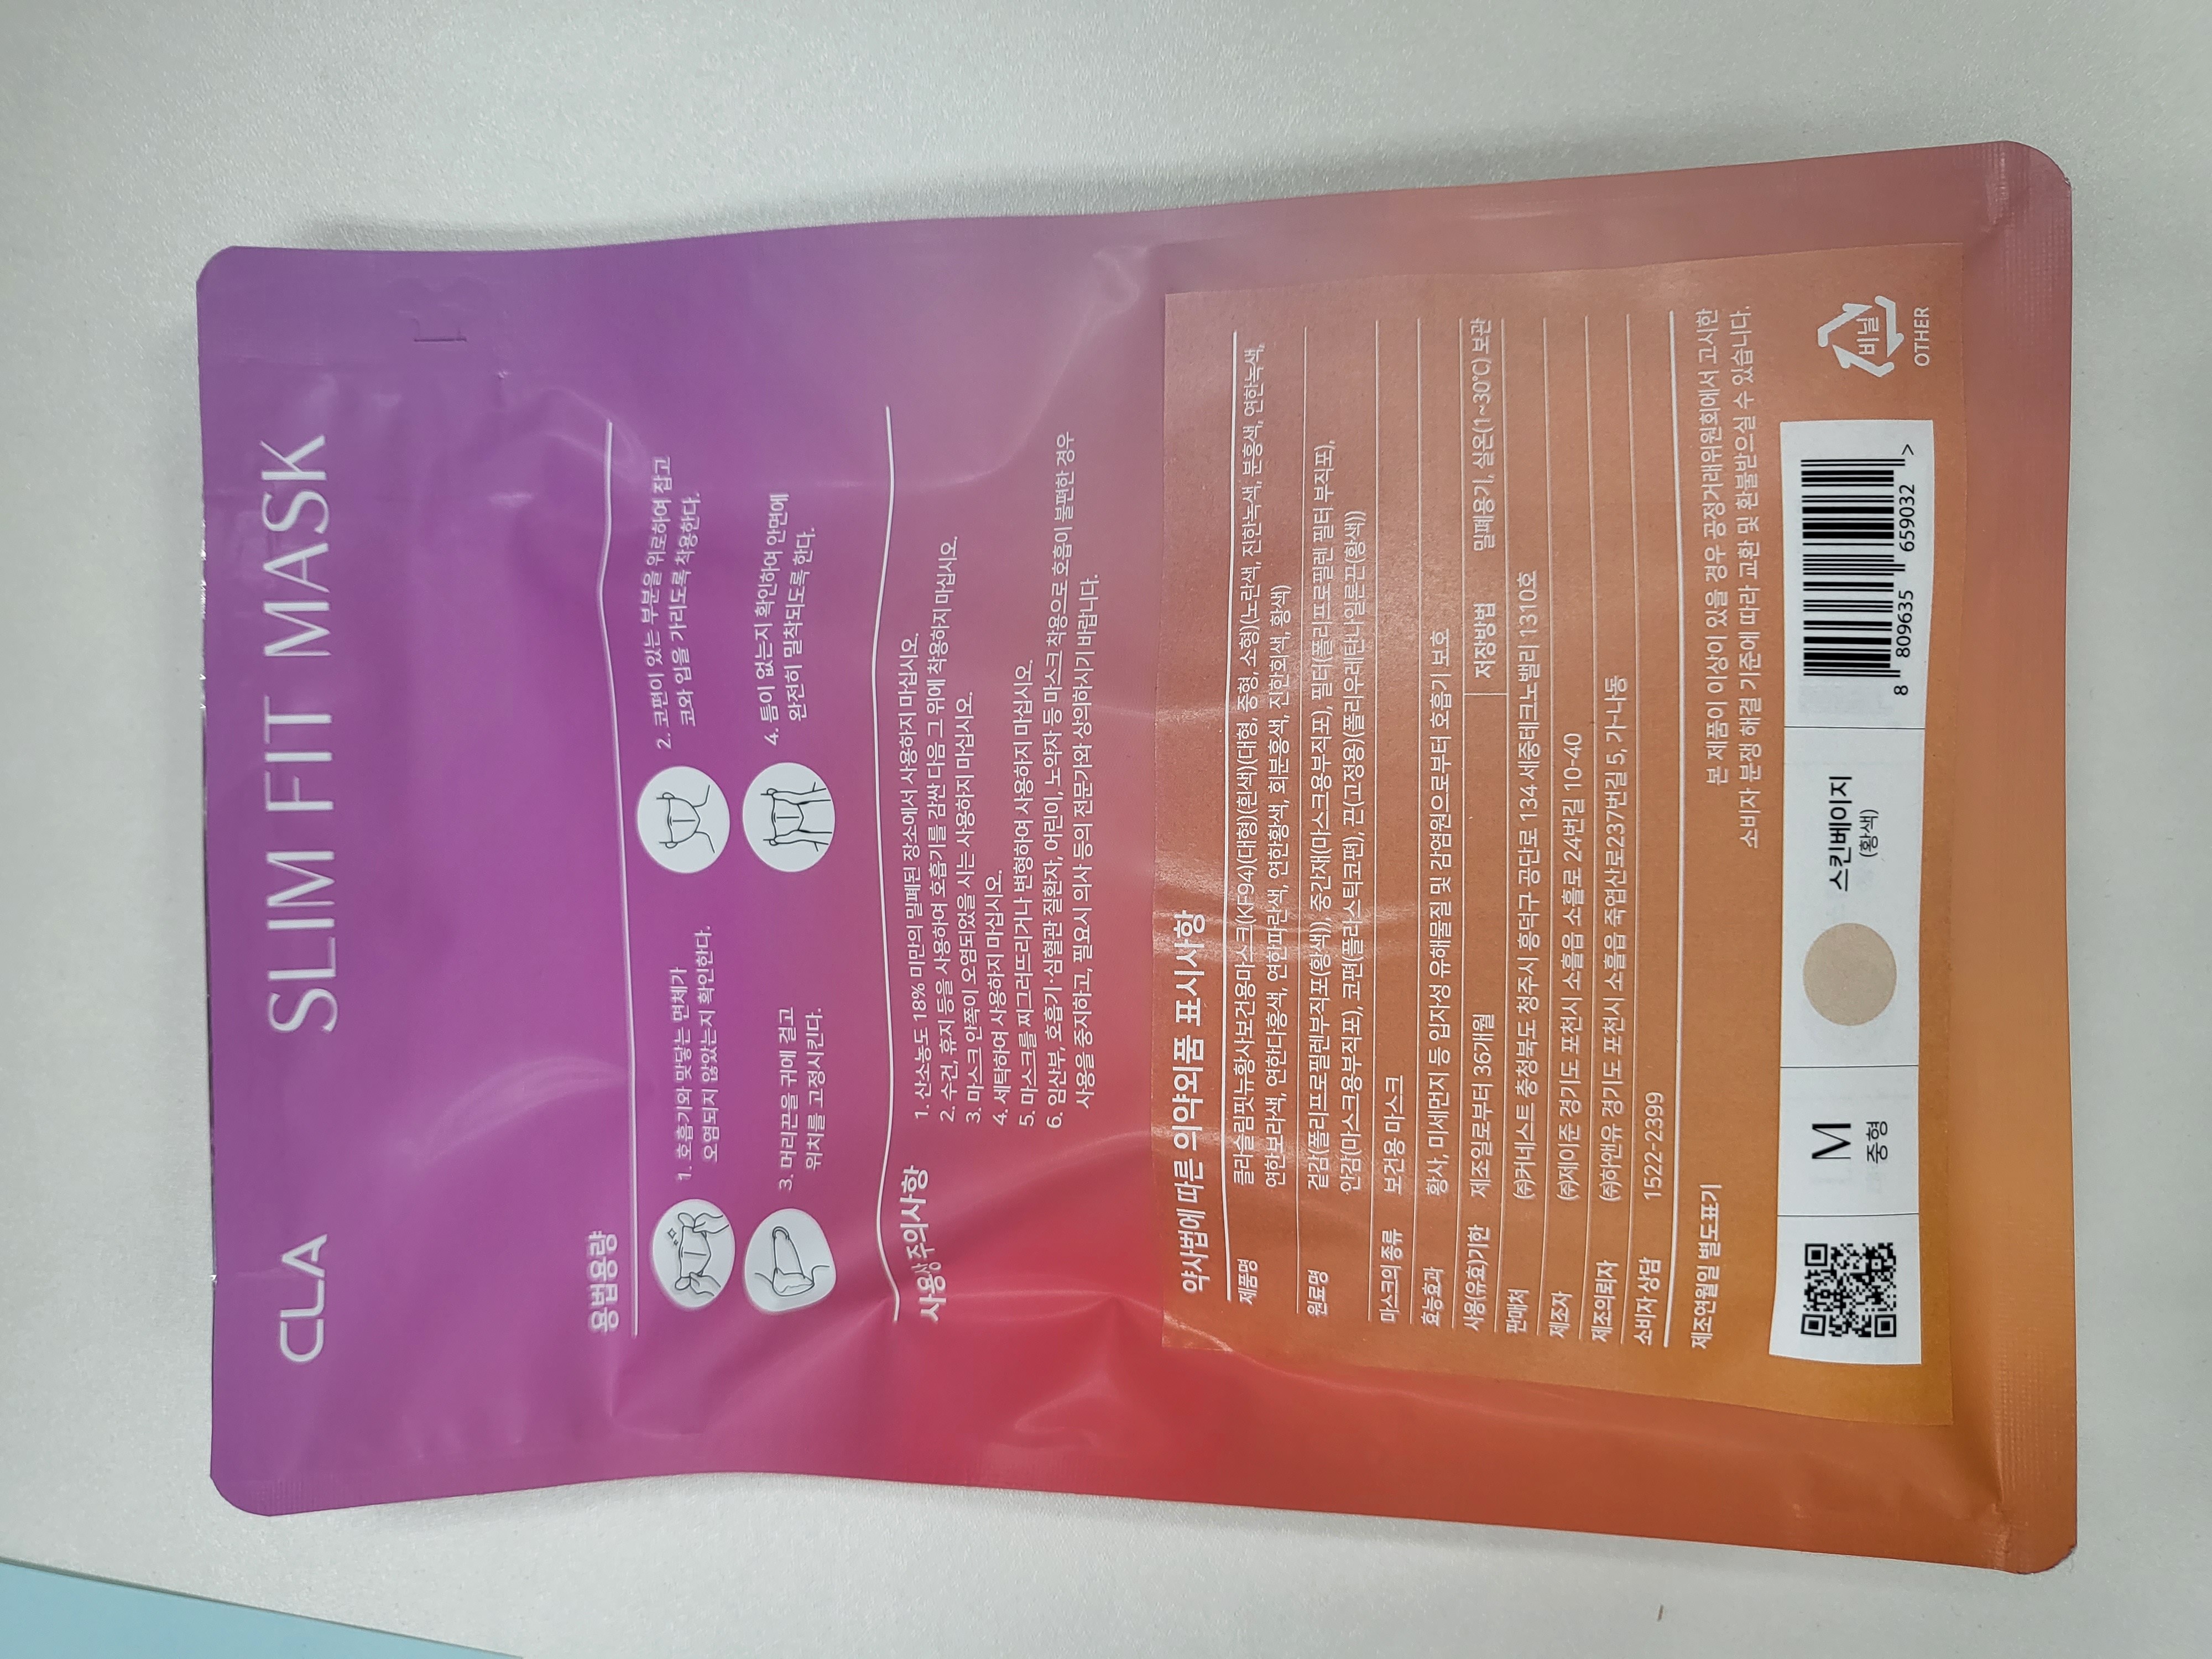 CLA SLIM FIT MASK
용법용량
1. 호흡기와 맞닿는 면체가
오염되지 않았는지 확인한다.
2. 코편이 있는 부분을 위로하여 잡고
코와 입을 가리도록 착용한다.
3. 머리끈을 귀에 걸고
위치를 고정시킨다.
4. 틈이 없는지 확인하여 안면에
완전히 밀착되도록 한다.
사용상주의사항
1. 산소농도 18% 미만의 밀폐된 장소에서 사용하지 마십시오.
2. 수건, 휴지 등을 사용하여 호흡기를 감싼 다음 그 위에 착용하지 마십시오.
3. 마스크 안쪽이 오염되었을 시는 사용하지 마십시오.
4. 세탁하여 사용하지 마십시오.
5. 마스크를 찌그러뜨리거나 변형하여 사용하지 마십시오.
6. 임산부, 호흡기·심혈관 질환자, 어린이, 노약자 등 마스크 착용으로 호흡이 불편한 경우
사용을 중지하고, 필요시 의사 등의 전문가와 상의하시기 바랍니다.
약사법에 따른 의약외품 표시사항
제품명 클라슬림핏뉴황사보건용마스크(KF94)(대형)(흰색)(대형, 중형, 소형)(노란색, 진한녹색, 분홍색, 연한녹색,
연한보라색, 연한다홍색, 연한파란색, 연한황색, 회분홍색, 진한회색, 황색)
원료명 겉감(폴리프로필렌부직포(황색)), 중간재(마스크용부직포), 필터(폴리프로필렌 필터 부직포),
안감(마스크용부직포), 코편(플라스틱코편), 끈(고정용)(폴리우레탄나일론끈(황색))
마스크의 종류 보건용 마스크
효능효과 황사, 미세먼지 등 입자성 유해물질 및 감염원으로부터 호흡기 보호
사용(유효)기한 제조일로부터 36개월 저장방법 밀폐용기, 실온(1~30℃) 보관
판매처 ㈜커네스트 충청북도 청주시 흥덕구 공단로 134 세중테크노밸리 1310호
제조자 ㈜제이준 경기도 포천시 소흘읍 소흘로 24번길 10-40
제조의뢰자 ㈜하앤유 경기도 포천시 소흘읍 죽엽산로237번길 5, 가~나동
소비자 상담 1522-2399
제조연월일 별도표기
본 제품이 이상이 있을 경우 공정거래위원회에서 고시한
소비자 분쟁 해결 기준에 따라 교환 및 환불받으실 수 있습니다.
M
중형
스킨베이지
(황색)
8 809635 659032 >
비닐
OTHER